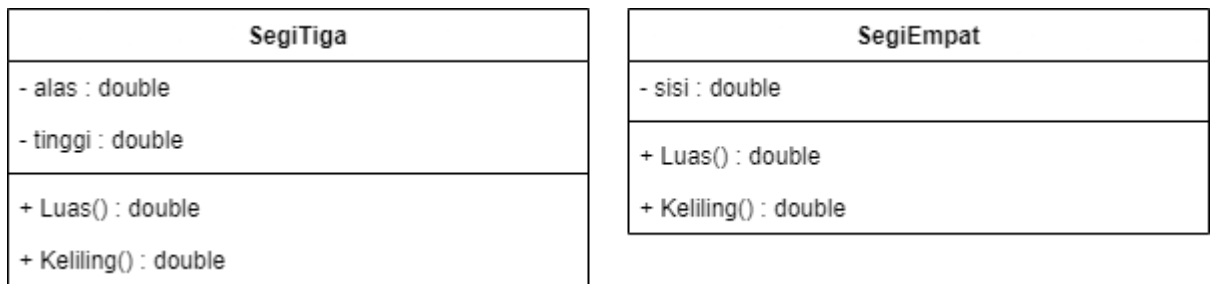 SegiTiga
- alas : double
- tinggi : double
+ Luas() : double
+ Keliling() : double
SegiEmpat
- sisi : double
+ Luas() : double
+ Keliling() : double